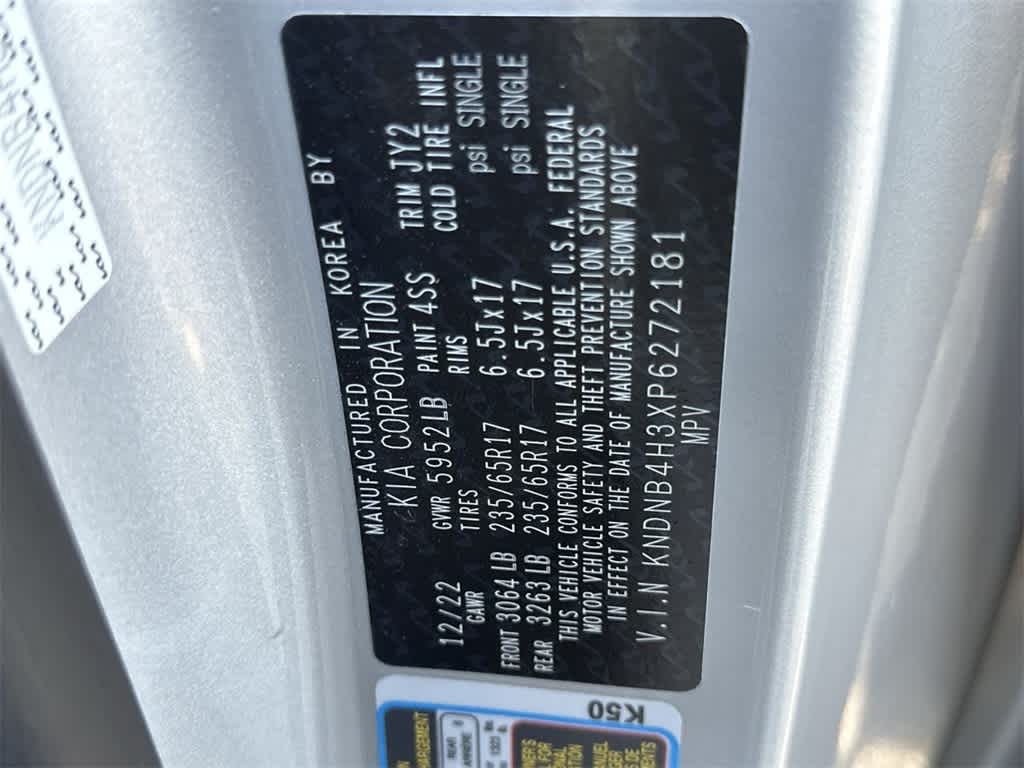 MANUFACTURED IN KOREA BY
KIA CORPORATION
12/22 GVWR 5952LB PAINT 4SS TRIM JY2
GAWR TIRES RIMS COLD TIRE INFL
FRONT 3064 LB 235/65R17 6.5Jx17 psi SINGLE
REAR 3263 LB 235/65R17 6.5Jx17 psi SINGLE
THIS VEHICLE CONFORMS TO ALL APPLICABLE U.S.A. FEDERAL
MOTOR VEHICLE SAFETY AND THEFT PREVENTION STANDARDS
IN EFFECT ON THE DATE OF MANUFACTURE SHOWN ABOVE
V.I.N KNDNB4H3XP6272181
MPV
K50
REAR